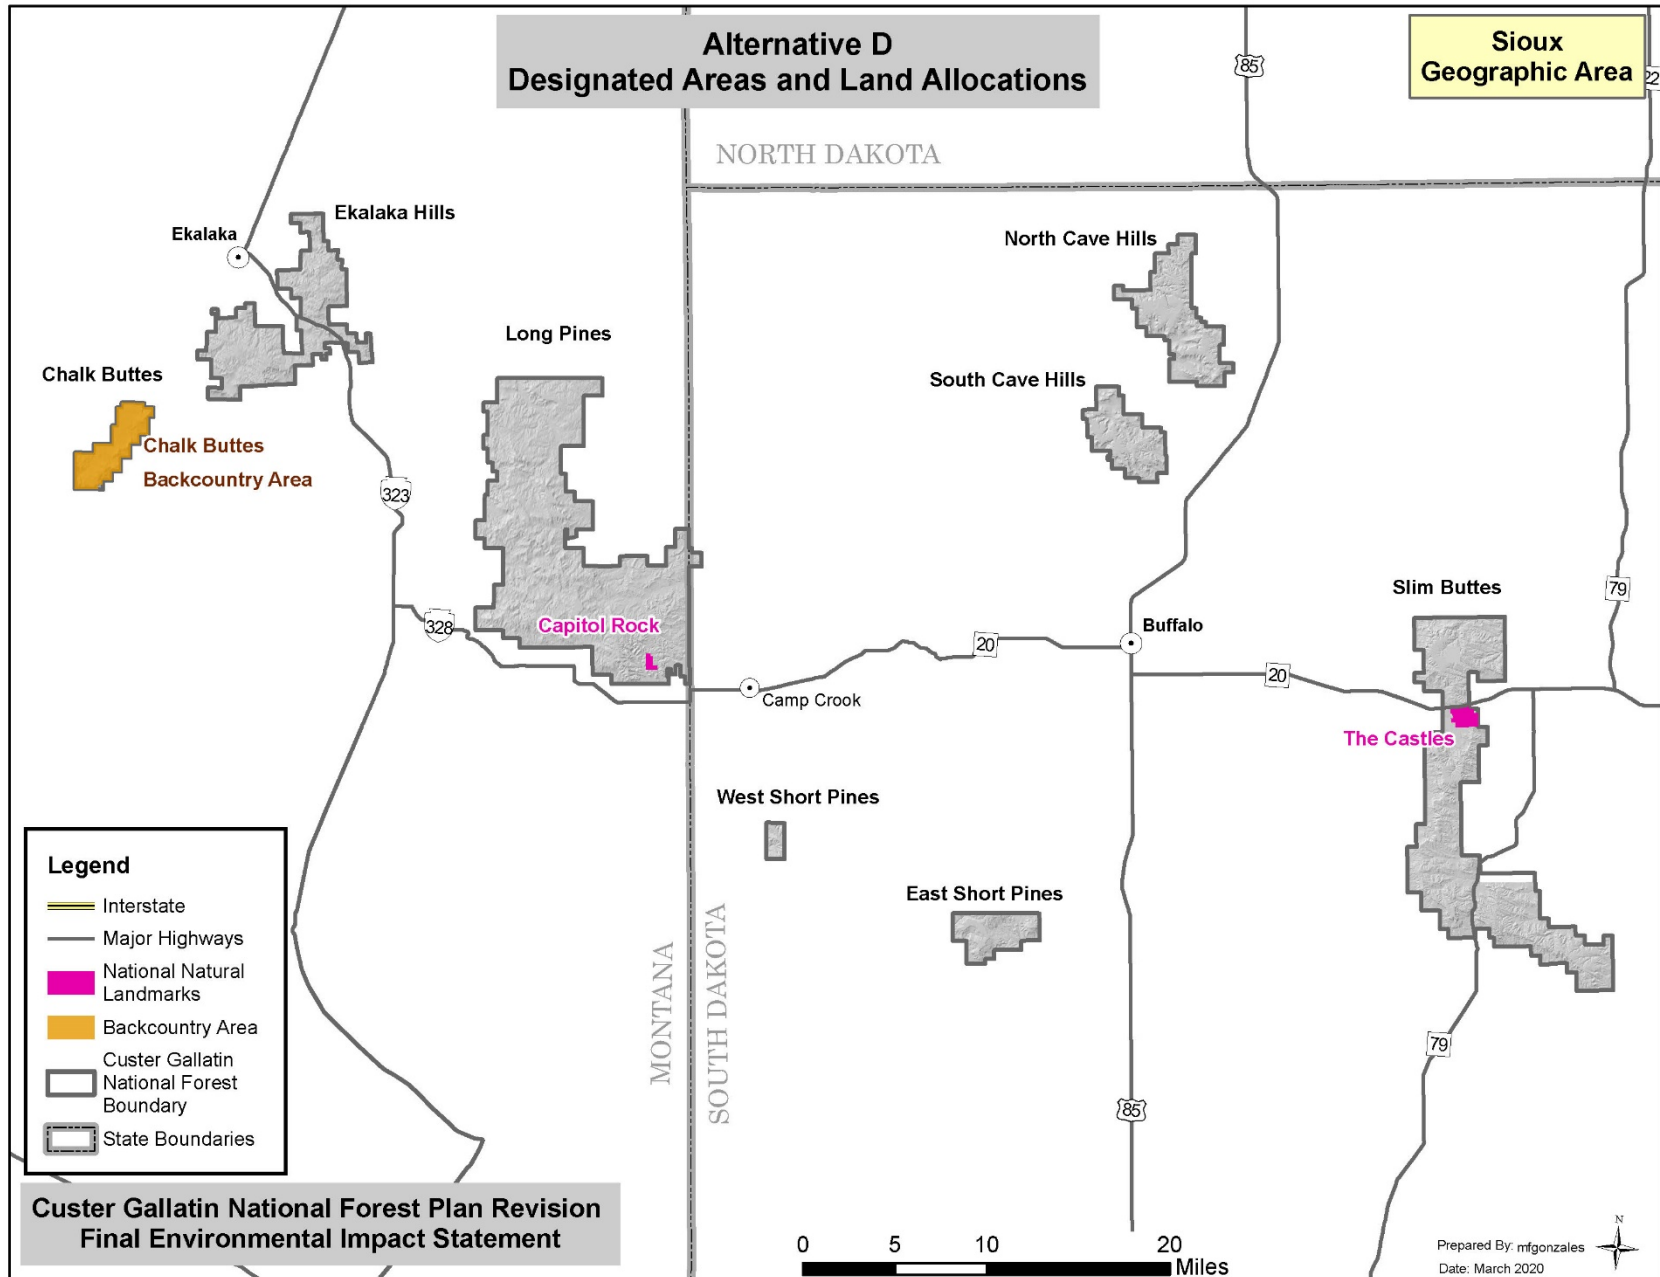 Alternative D
Designated Areas and Land Allocations
Sioux
Geographic Area
85
22
NORTH DAKOTA
Ekalaka Hills
Ekalaka
North Cave Hills
Long Pines
Chalk Buttes
South Cave Hills
Chalk Buttes
Backcountry Area
323
79
Slim Buttes
328
Capitol Rock
Buffalo
20
20
Camp Crook
The Castles
West Short Pines
East Short Pines
MONTANA
SOUTH DAKOTA
79
85
Legend
Interstate
Major Highways
National Natural
Landmarks
Backcountry Area
Custer Gallatin
National Forest
Boundary
State Boundaries
Custer Gallatin National Forest Plan Revision
Final Environmental Impact Statement
0 5 10 20
Miles
N
Prepared By: mfgonzales
Date: March 2020